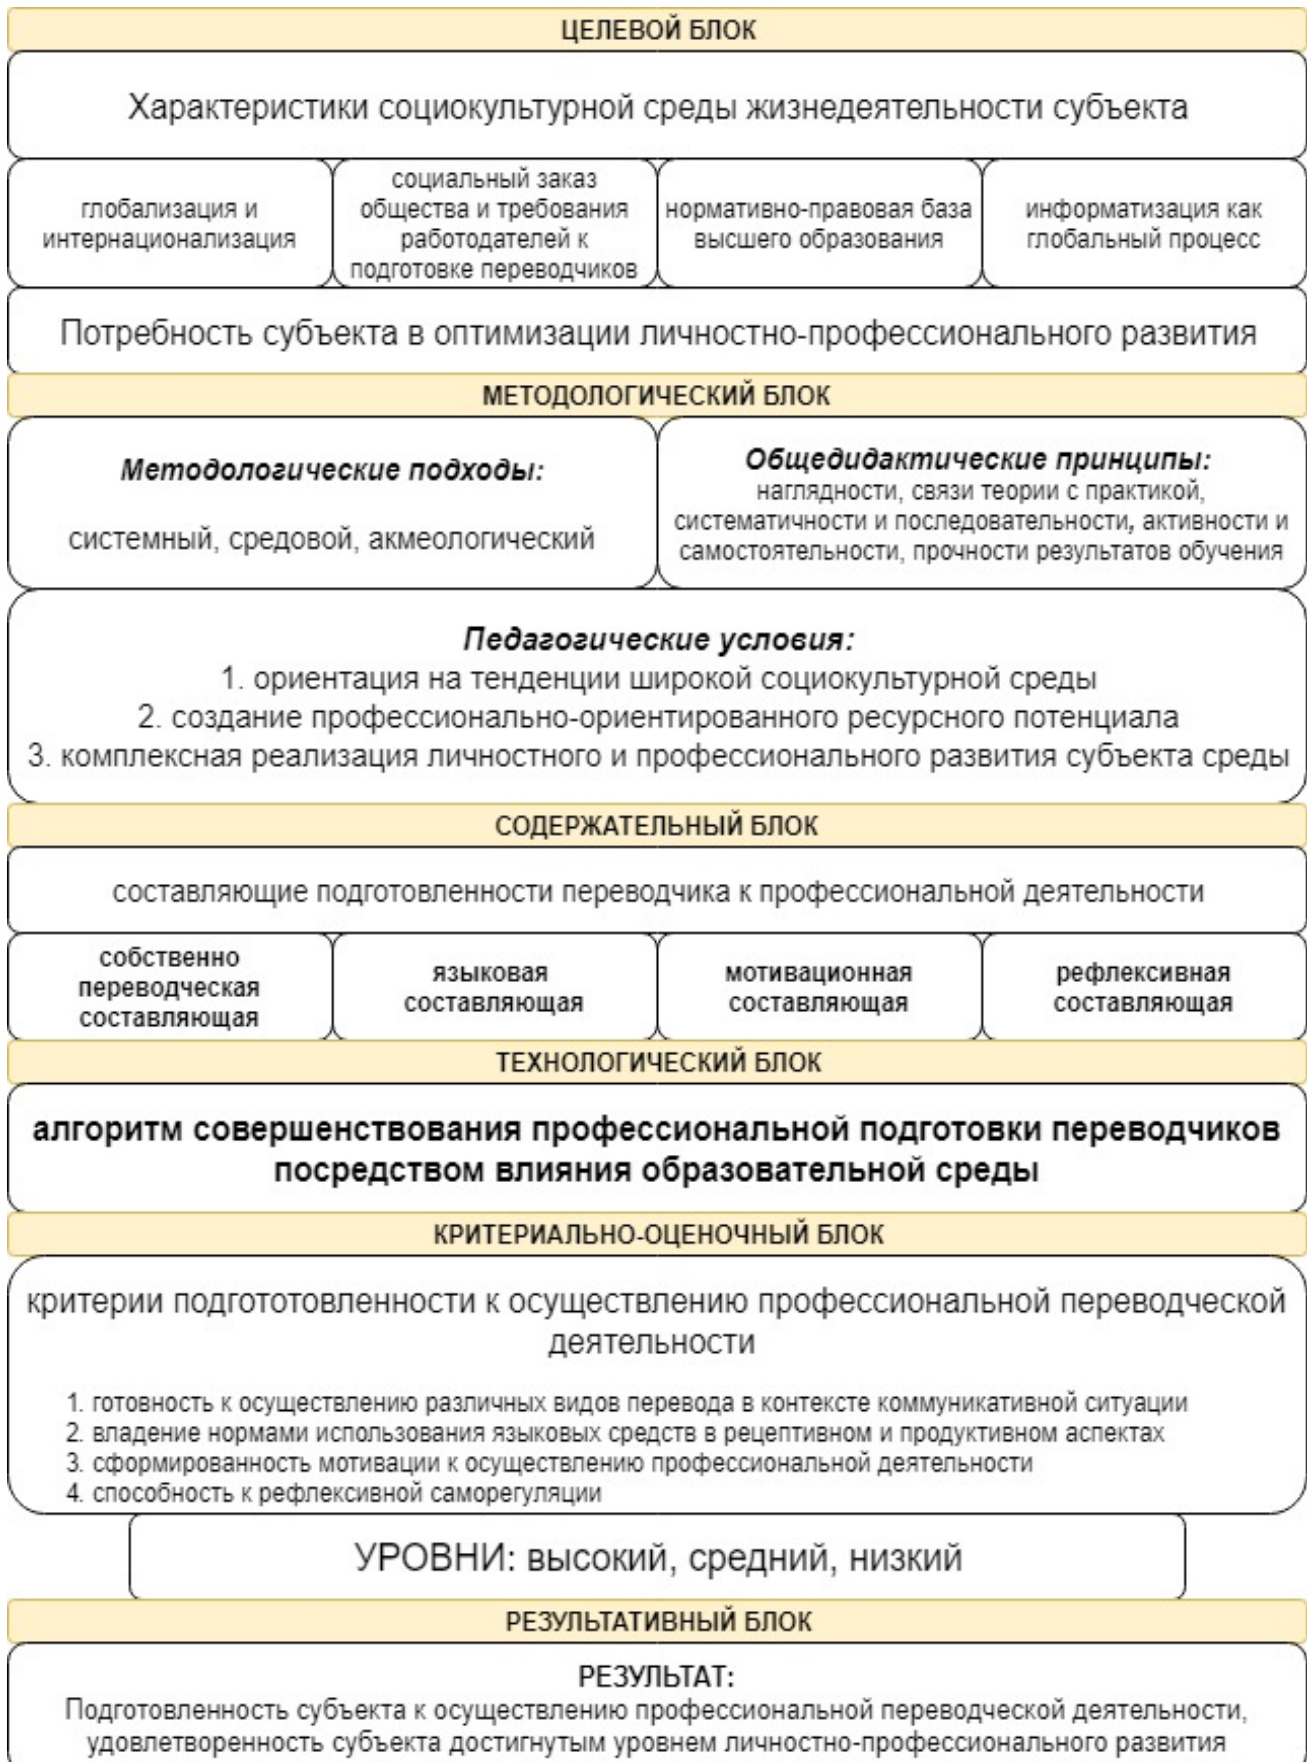 ЦЕЛЕВОЙ БЛОК
Характеристики социокультурной среды жизнедеятельности субъекта
глобализация и
интернационализация
социальный заказ
общества и требования
работодателей к
подготовке переводчиков
нормативно-правовая база
высшего образования
информатизация как
глобальный процесс
Потребность субъекта в оптимизации личностно-профессионального развития
МЕТОДОЛОГИЧЕСКИЙ БЛОК
Методологические подходы:
системный, средовой, акмеологический
Общедидактические принципы:
наглядности, связи теории с практикой,
систематичности и последовательности, активности и
самостоятельности, прочности результатов обучения
Педагогические условия:
1. ориентация на тенденции широкой социокультурной среды
2. создание профессионально-ориентированного ресурсного потенциала
3. комплексная реализация личностного и профессионального развития субъекта среды
СОДЕРЖАТЕЛЬНЫЙ БЛОК
составляющие подготовленности переводчика к профессиональной деятельности
собственно
переводческая
составляющая
языковая
составляющая
мотивационная
составляющая
рефлексивная
составляющая
ТЕХНОЛОГИЧЕСКИЙ БЛОК
алгоритм совершенствования профессиональной подготовки переводчиков
посредством влияния образовательной среды
КРИТЕРИАЛЬНО-ОЦЕНОЧНЫЙ БЛОК
критерии подгототовленности к осуществлению профессиональной переводческой
деятельности
1. готовность к осуществлению различных видов перевода в контексте коммуникативной ситуации
2. владение нормами использования языковых средств в рецептивном и продуктивном аспектах
3. сформированность мотивации к осуществлению профессиональной деятельности
4. способность к рефлексивной саморегуляции
УРОВНИ: высокий, средний, низкий
РЕЗУЛЬТАТИВНЫЙ БЛОК
РЕЗУЛЬТАТ:
Подготовленность субъекта к осуществлению профессиональной переводческой деятельности,
удовлетворенность субъекта достигнутым уровнем личностно-профессионального развития